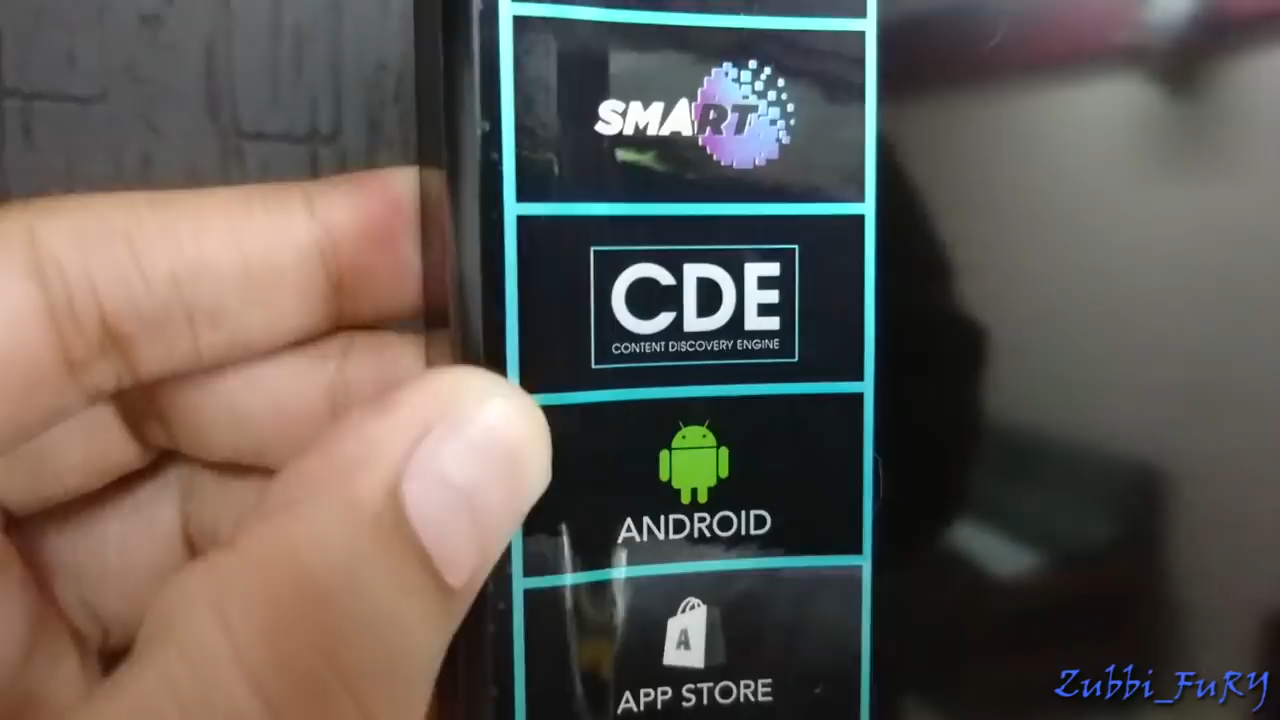 SMART
CDE
CONTENT DISCOVERY ENGINE
ANDROID
A
APP STORE
Zubbi_FuRY